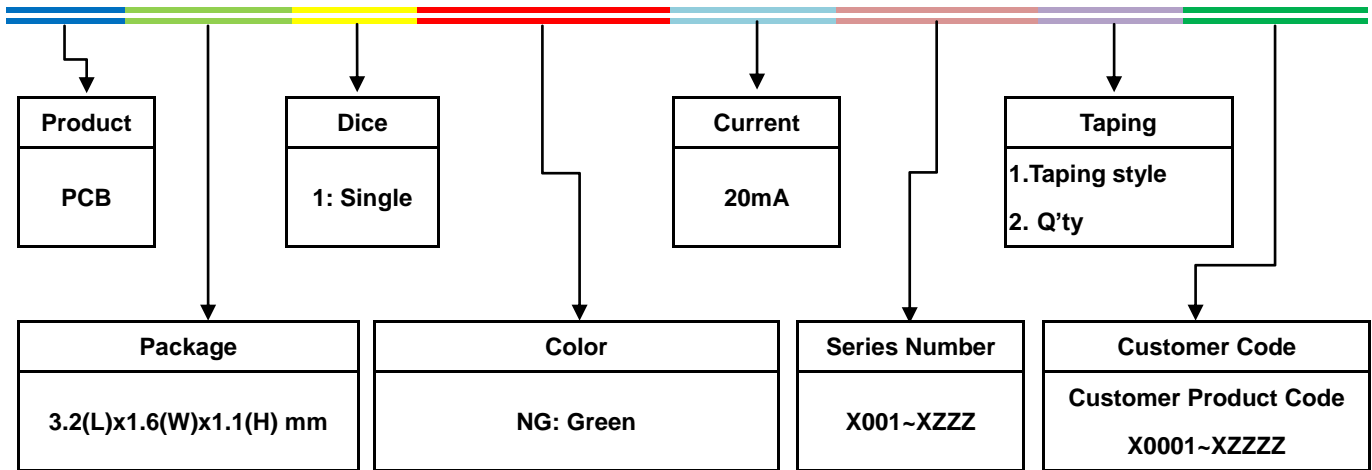 Product
PCB
Dice
1: Single
Current
20mA
Taping
1.Taping style
2. Q’ty
Package
3.2(L)x1.6(W)x1.1(H) mm
Color
NG: Green
Series Number
X001~XZZZ
Customer Code
Customer Product Code
X0001~XZZZZ